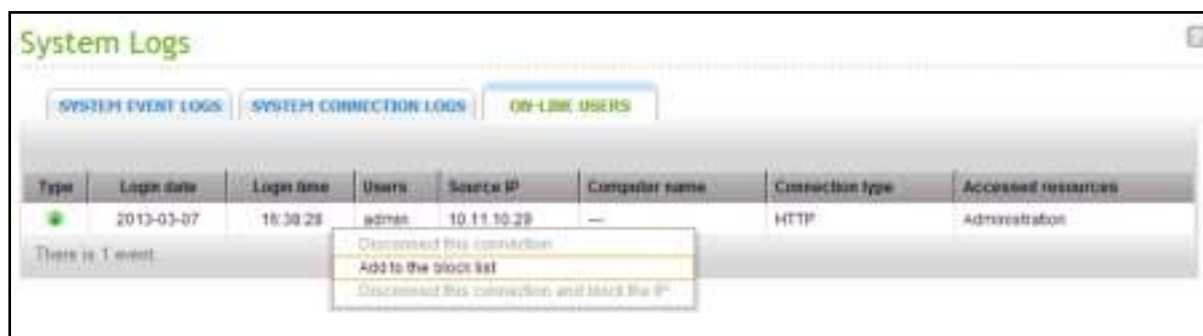 System Logs
SYSTEM EVENT LOGS SYSTEM CONNECTION LOGS ON-LINE USERS
Type Login date Login time Users Source IP Computer name Connection type Accessed resources
2013-03-07 16:38:28 admin 10.11.10.29 --- HTTP Administration
Disconnect this connection
There is 1 event.
Add to the block list
Disconnect this connection and block the IP